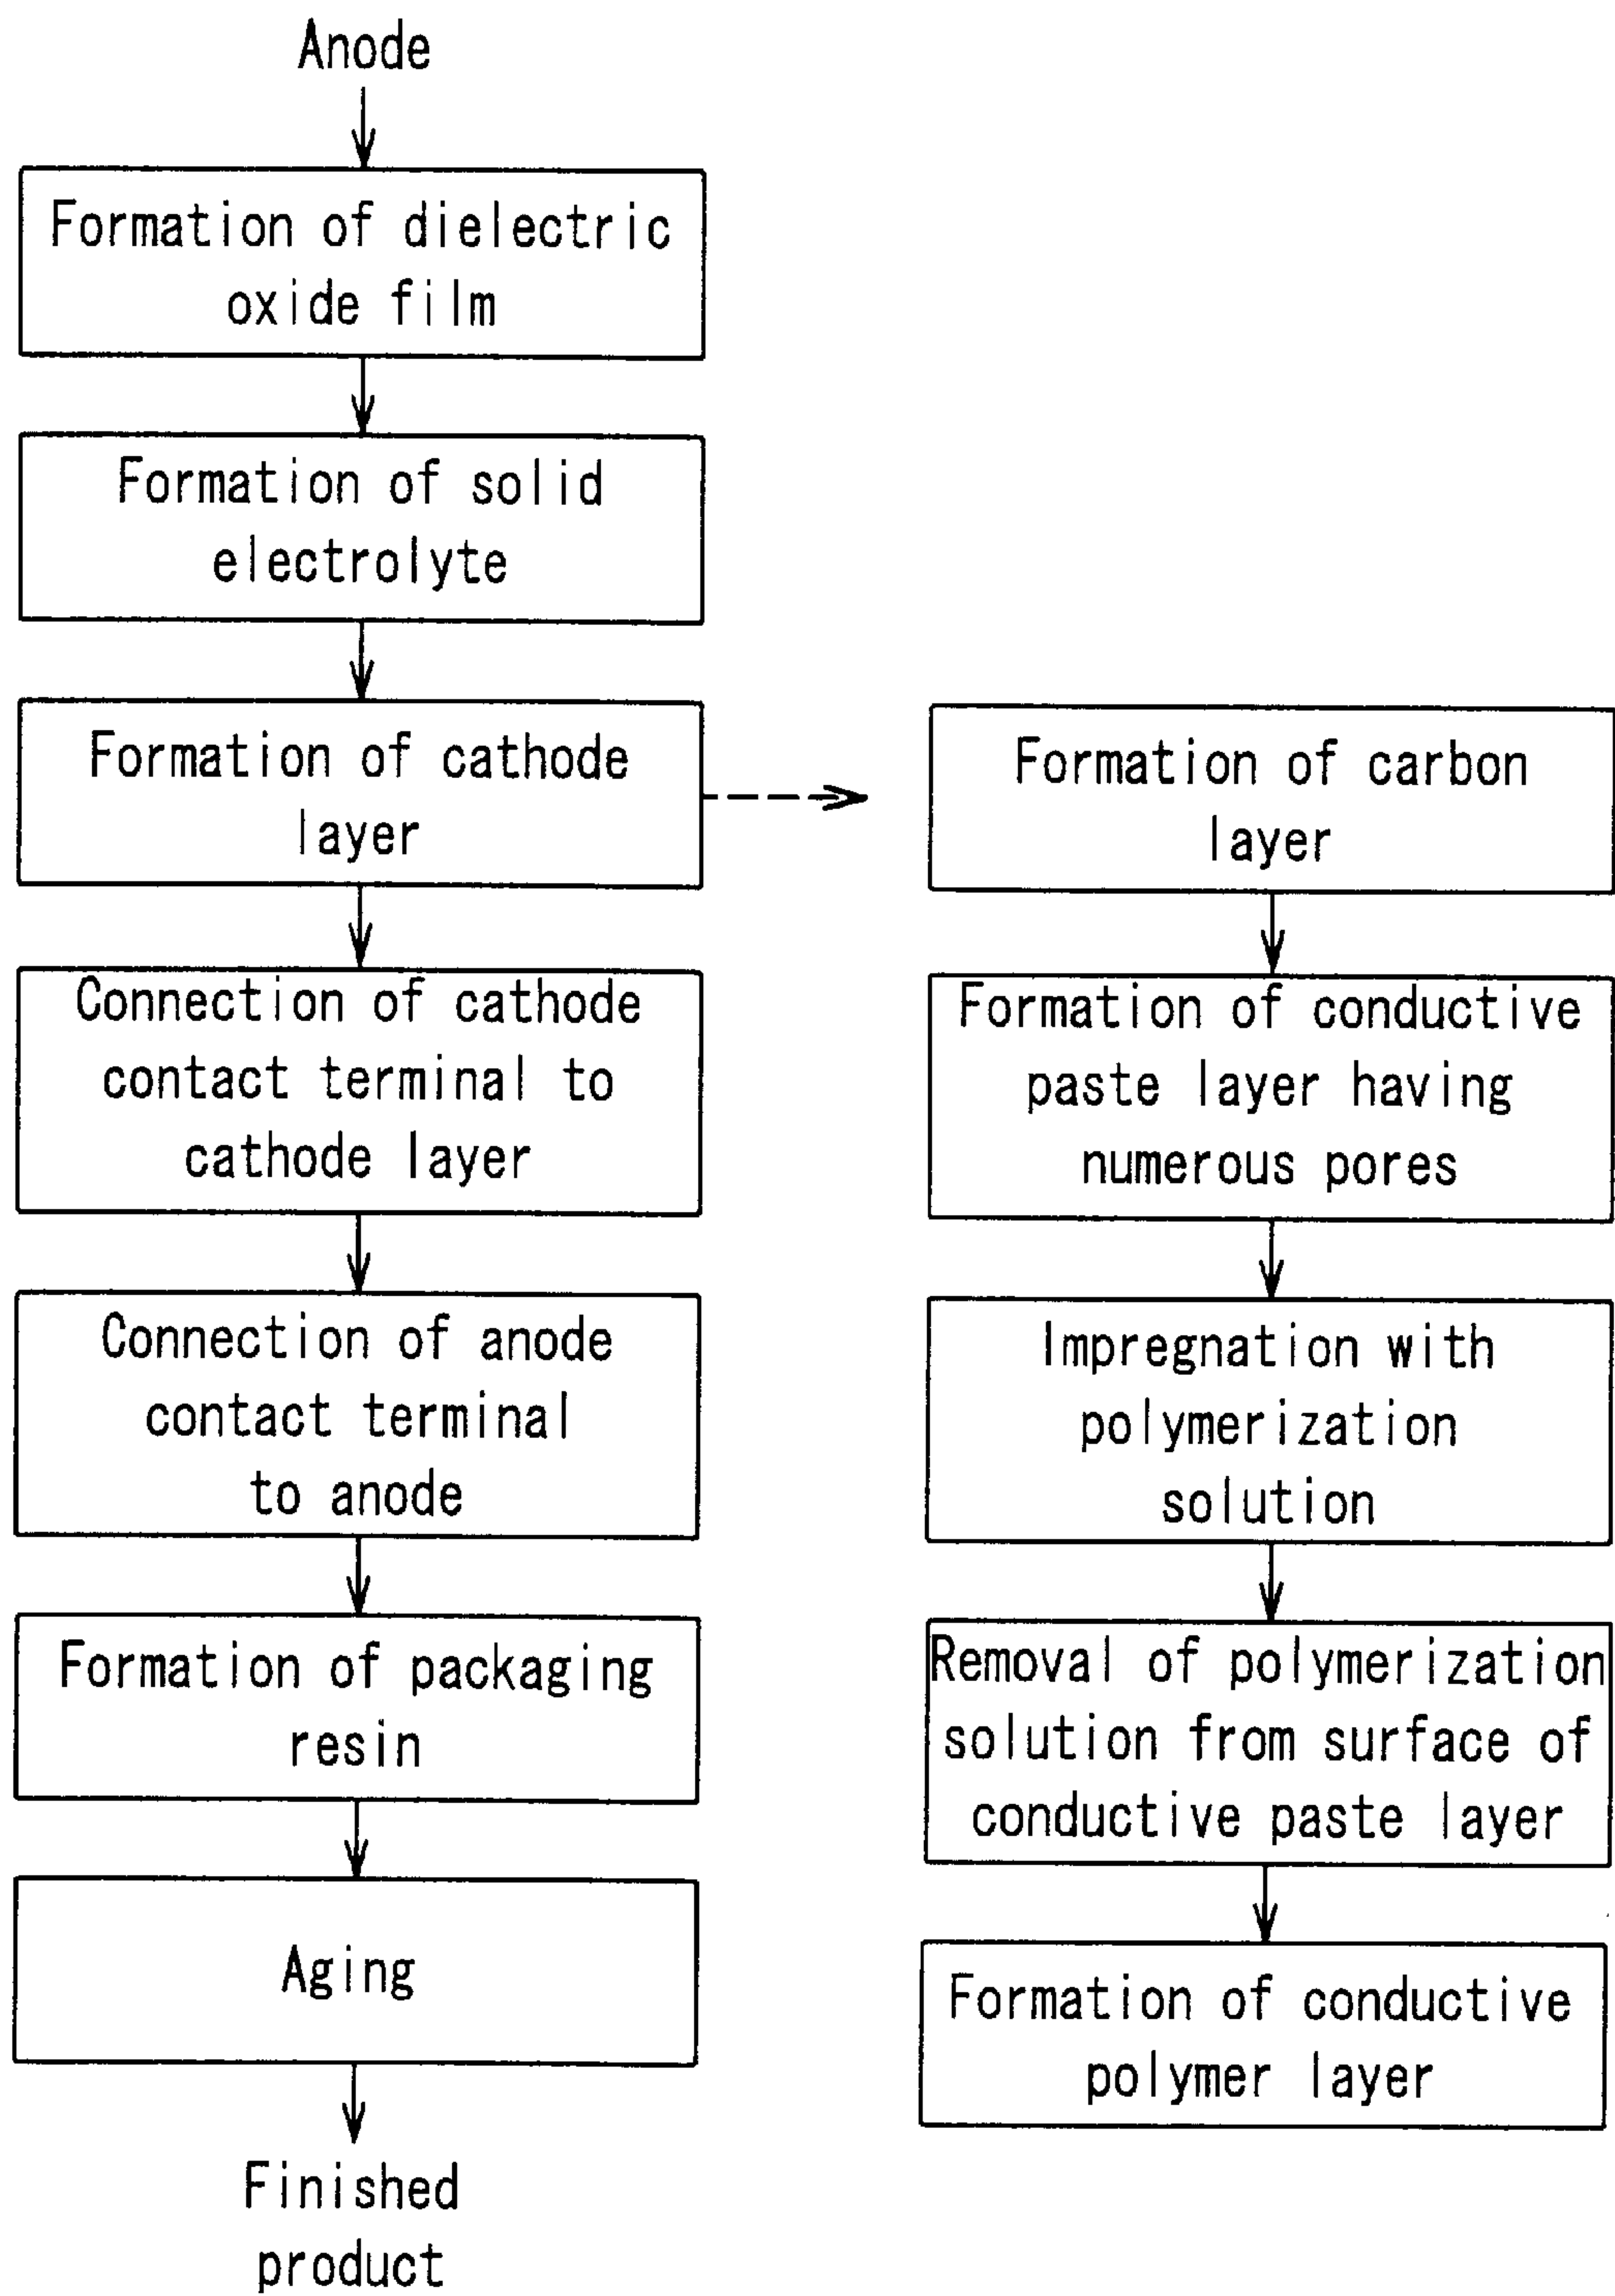 Anode
Formation of dielectric
oxide film
Formation of solid
electrolyte
Formation of cathode
layer
Connection of cathode
contact terminal to
cathode layer
Connection of anode
contact terminal
to anode
Formation of packaging
resin
Aging
Finished
product
Formation of carbon
layer
Formation of conductive
paste layer having
numerous pores
Impregnation with
polymerization
solution
Removal of polymerization
solution from surface of
conductive paste layer
Formation of conductive
polymer layer